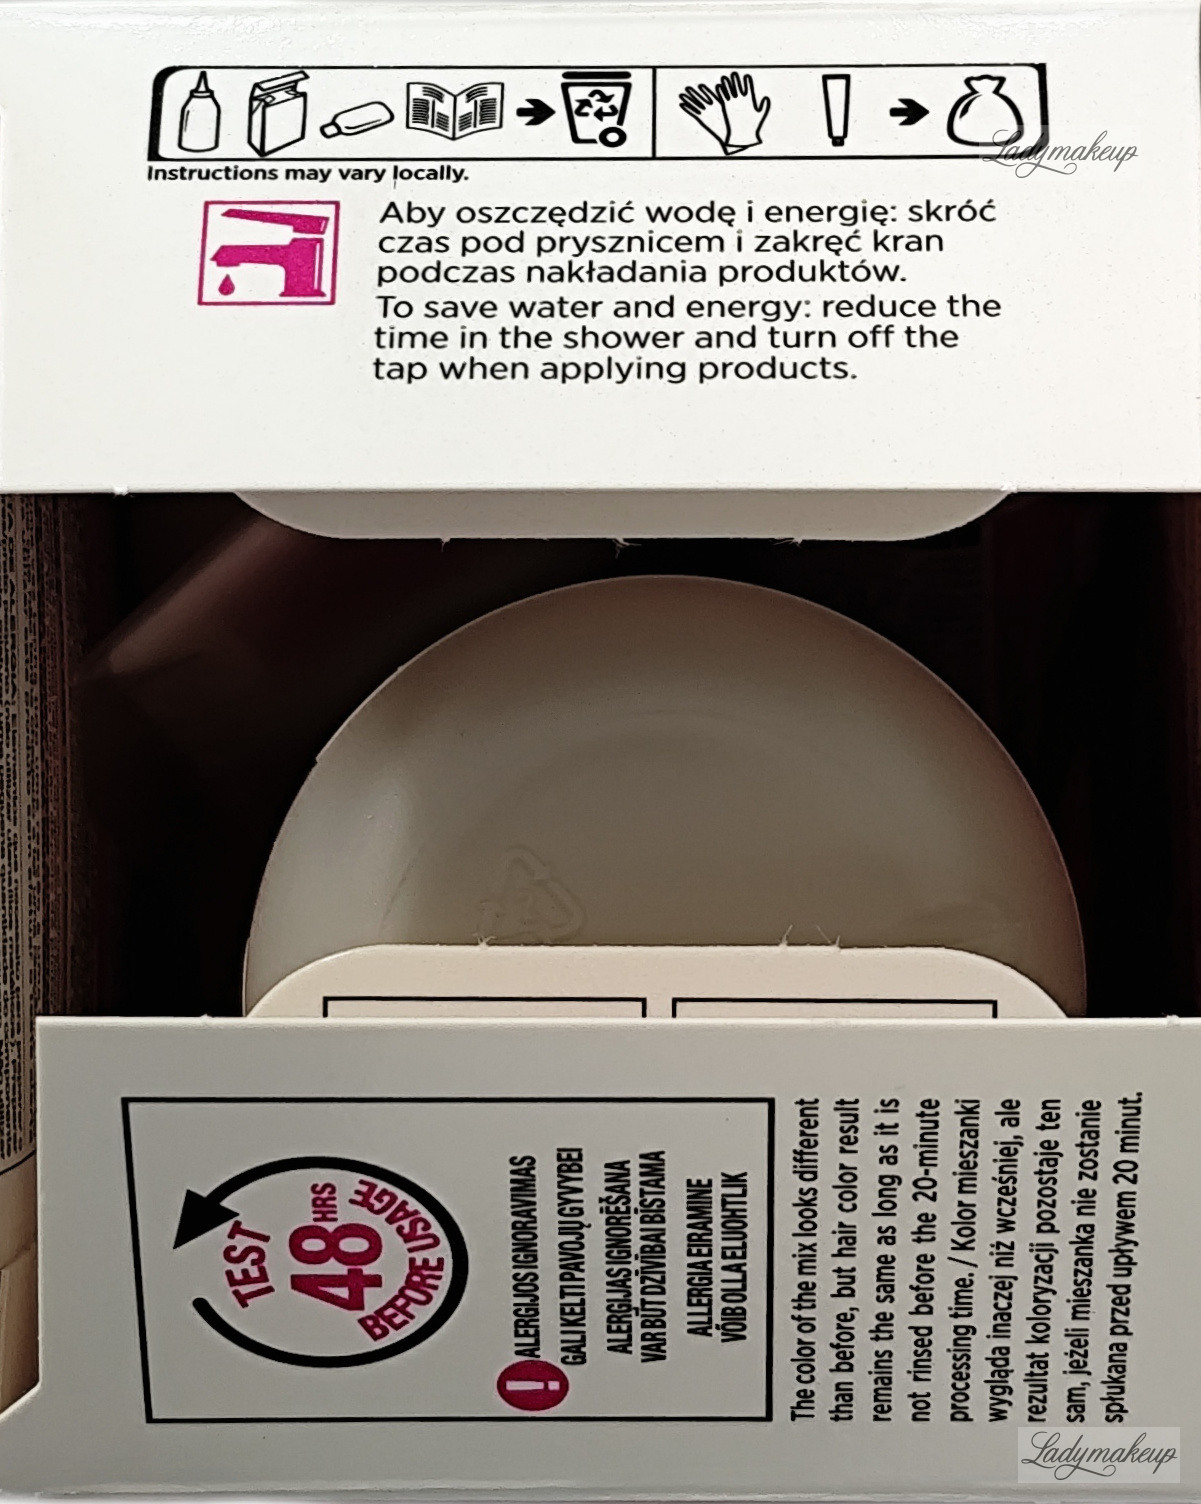 Ladymakeup
Instructions may vary locally.
Aby oszczędzić wodę i energię: skróć
czas pod prysznicem i zakręć kran
podczas nakładania produktów.
To save water and energy: reduce the
time in the shower and turn off the
tap when applying products.
TEST
48 HRS
BEFORE USAGE
! ALERGIJOS IGNORAVIMAS
GALI KELTI PAVOJŲ GYVYBEI
ALERĢIJAS IGNORĒŠANA
VAR BŪT DZĪVĪBAI BĪSTAMA
ALLERGIA EIRAMINE
VÕIB OLLA ELUOHTLIK
The color of the mix looks different
than before, but hair color result
remains the same as long as it is
not rinsed before the 20-minute
processing time. / Kolor mieszanki
wygląda inaczej niż wcześniej, ale
rezultat koloryzacji pozostaje ten
sam, jeżeli mieszanka nie zostanie
spłukana przed upływem 20 minut.
Ladymakeup